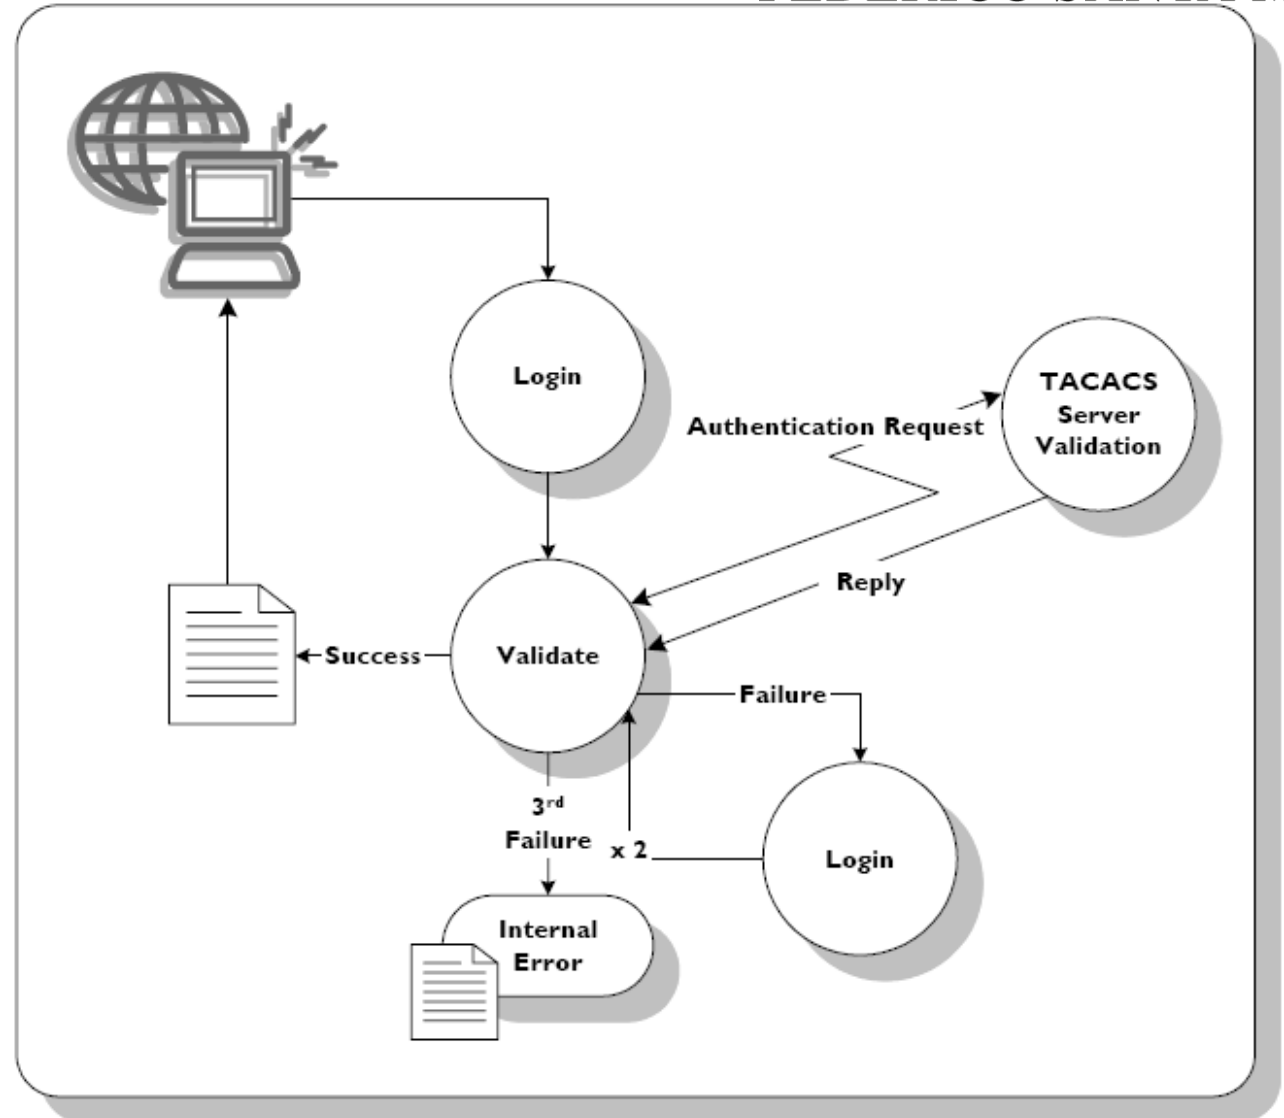 Login
TACACS
Server
Validation
Authentication Request
Reply
Success
Validate
Failure
3rd
Failure
x 2
Login
Internal
Error